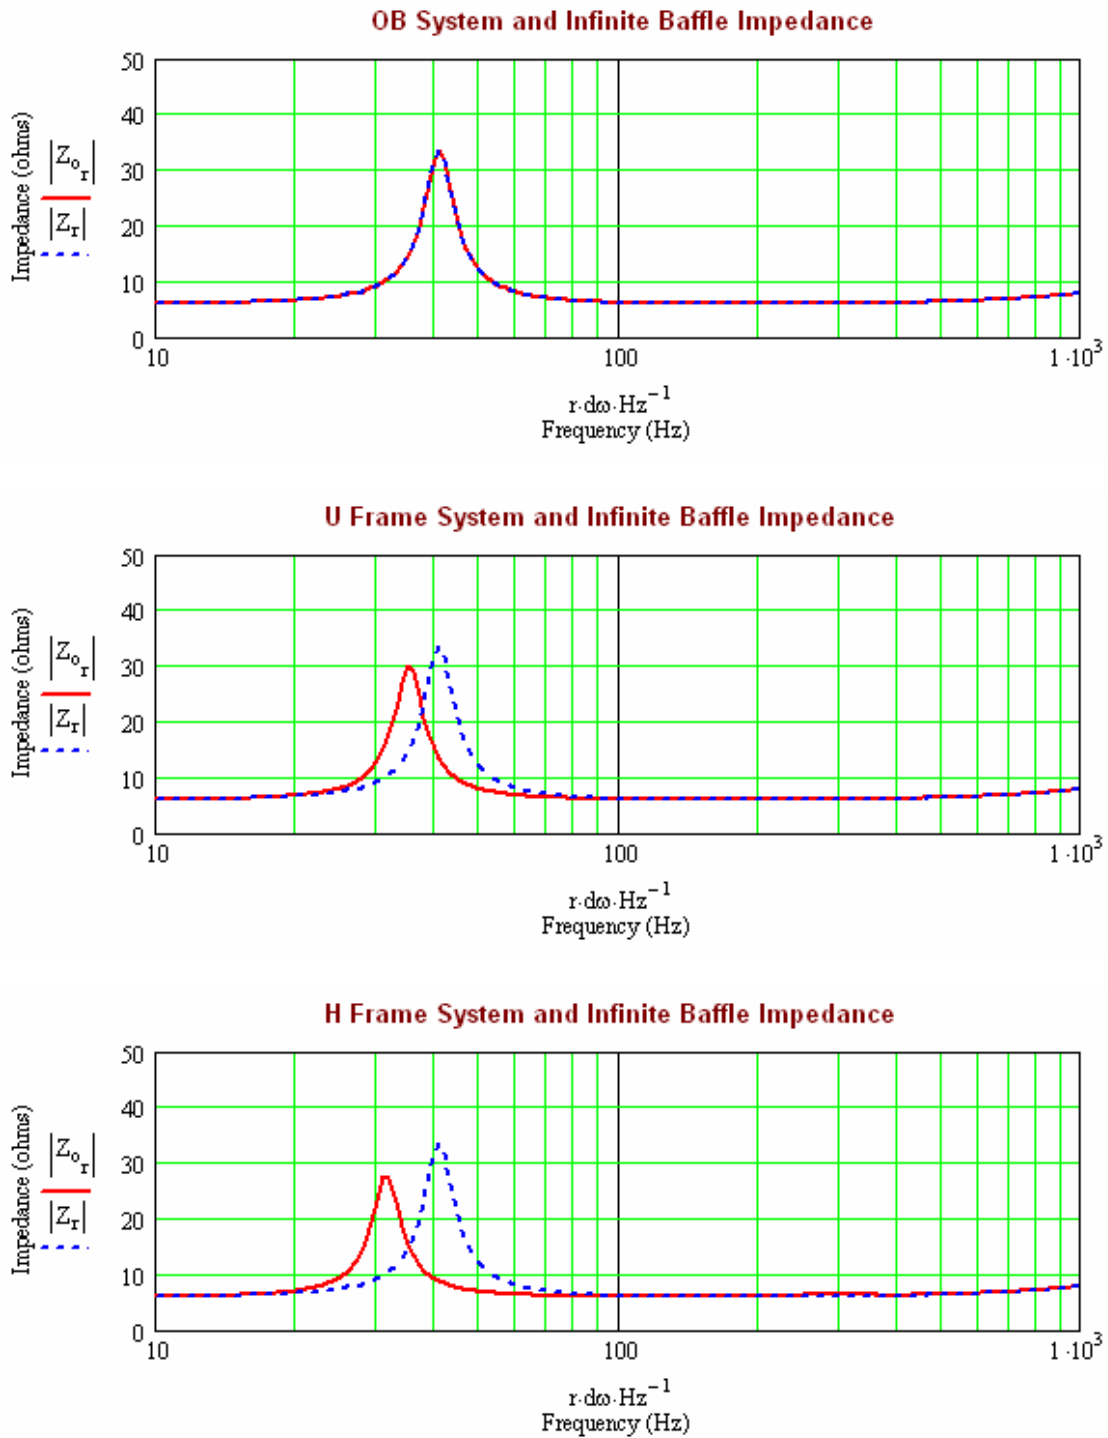 OB System and Infinite Baffle Impedance
50
40
30
20
10
0
Impedance (ohms)
|Z₀ᵣ|
|Zᵣ|
10
100
1·10³
r·dω·Hz⁻¹
Frequency (Hz)
U Frame System and Infinite Baffle Impedance
50
40
30
20
10
0
Impedance (ohms)
|Z₀ᵣ|
|Zᵣ|
10
100
1·10³
r·dω·Hz⁻¹
Frequency (Hz)
H Frame System and Infinite Baffle Impedance
50
40
30
20
10
0
Impedance (ohms)
|Z₀ᵣ|
|Zᵣ|
10
100
1·10³
r·dω·Hz⁻¹
Frequency (Hz)